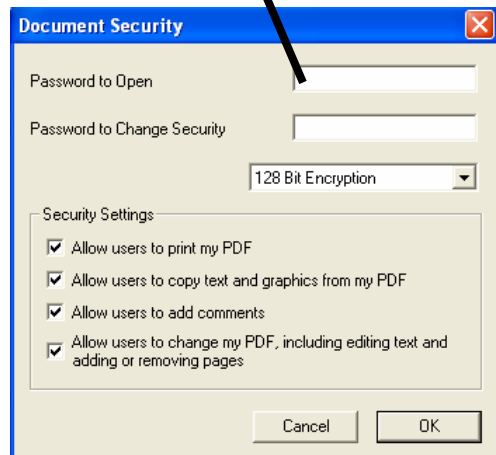 Document Security
Password to Open
Password to Change Security
128 Bit Encryption
Security Settings
Allow users to print my PDF
Allow users to copy text and graphics from my PDF
Allow users to add comments
Allow users to change my PDF, including editing text and
adding or removing pages
Cancel OK